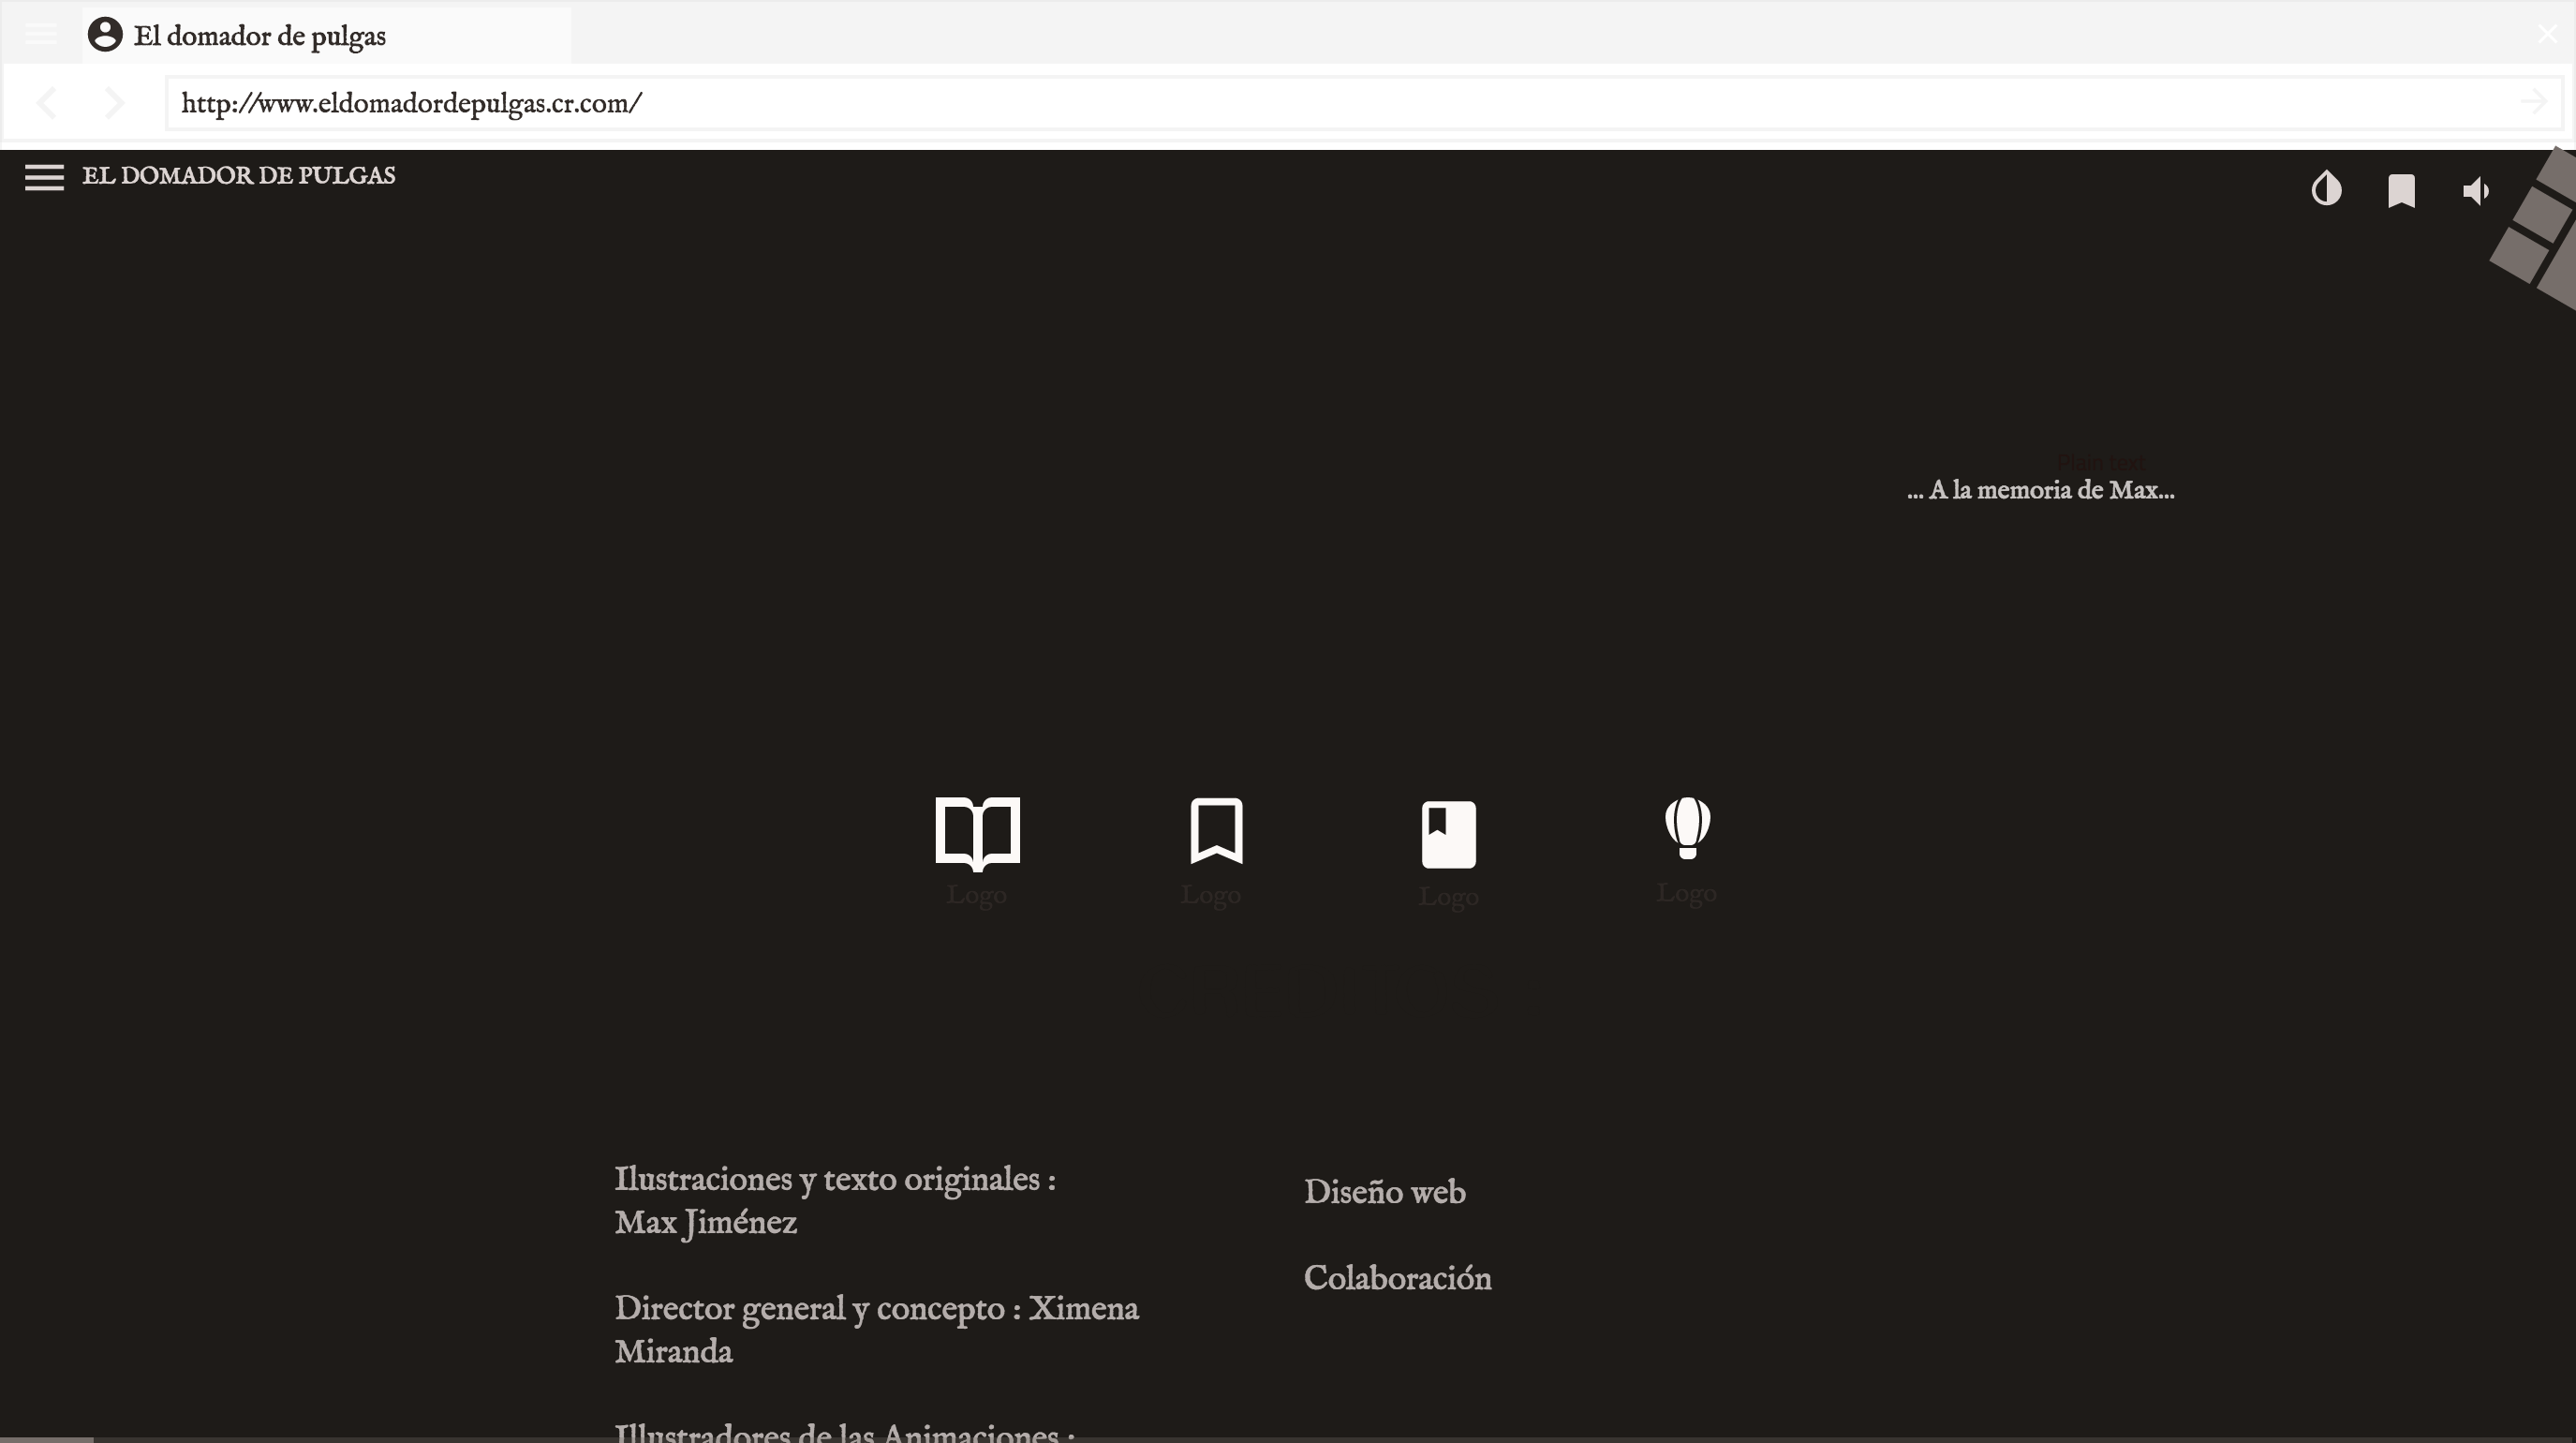 El domador de pulgas
http://www.eldomadordepulgas.cr.com/
EL DOMADOR DE PULGAS
Plain text
... A la memoria de Max...
Logo
Logo
Logo
Logo
Ilustraciones y texto originales :
Max Jiménez
Director general y concepto : Ximena
Miranda
Illustradores de las Animaciones :
Diseño web
Colaboración